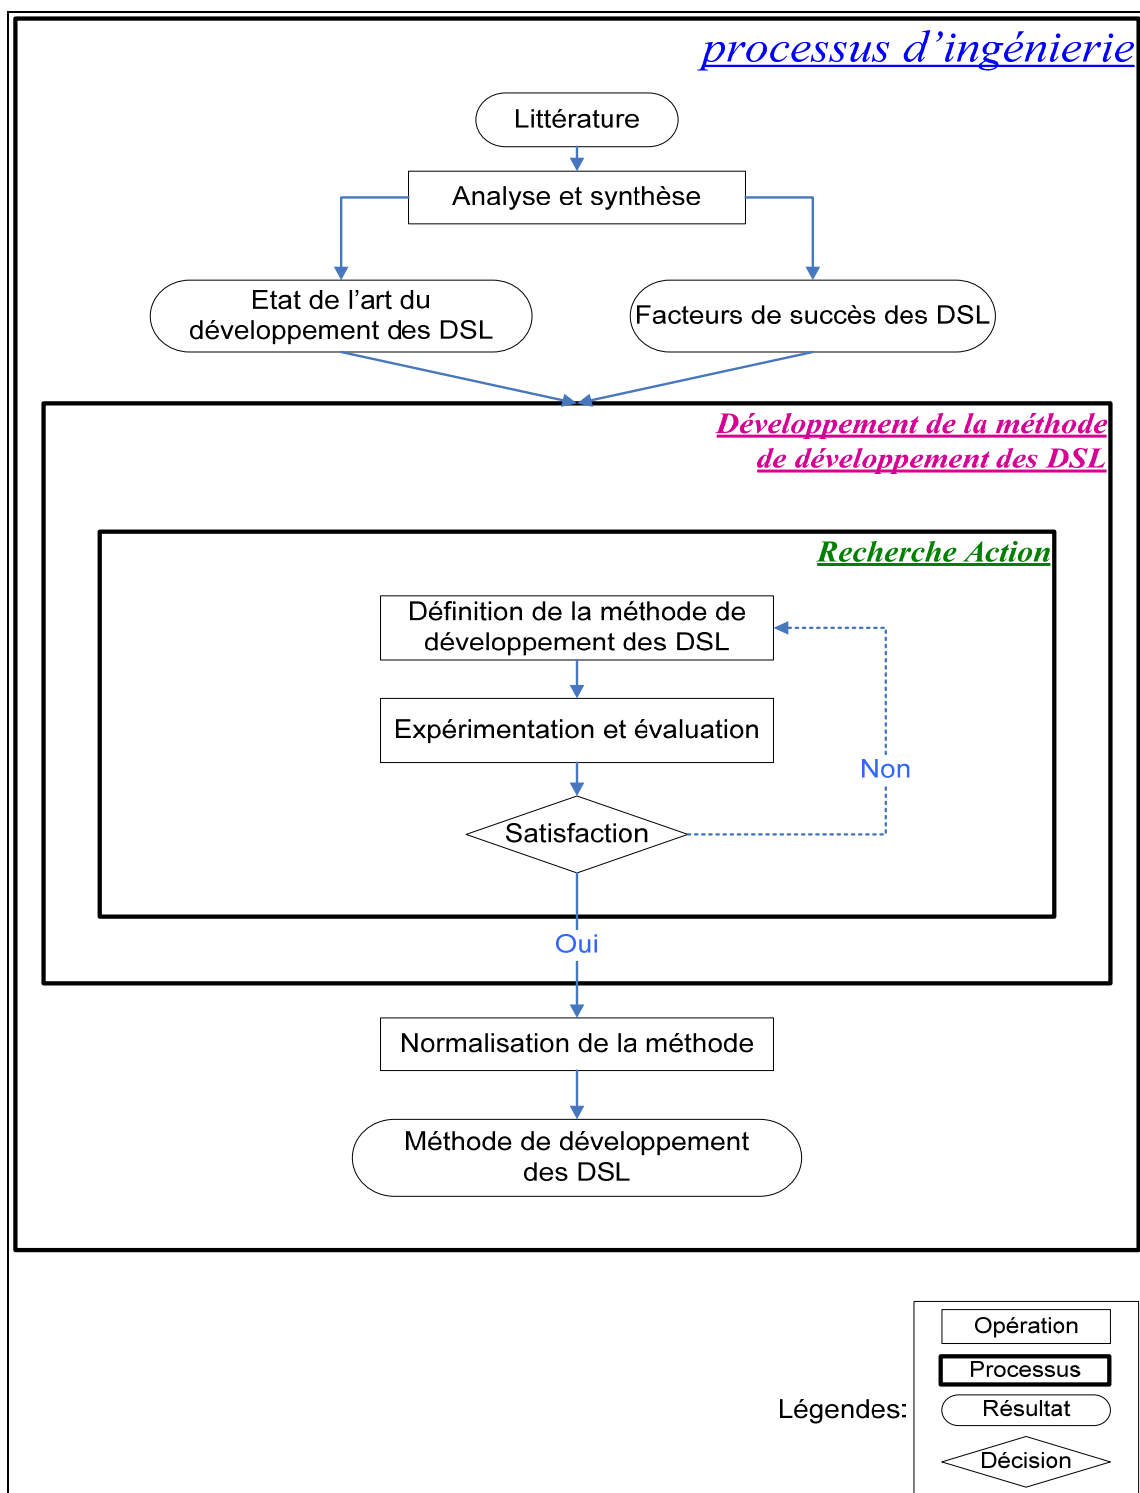 processus d’ingénierie
Littérature
Analyse et synthèse
Etat de l’art du
développement des DSL
Facteurs de succès des DSL
Développement de la méthode
de développement des DSL
Recherche Action
Définition de la méthode de
développement des DSL
Expérimentation et évaluation
Non
Satisfaction
Oui
Normalisation de la méthode
Méthode de développement
des DSL
Légendes:
Opération
Processus
Résultat
Décision